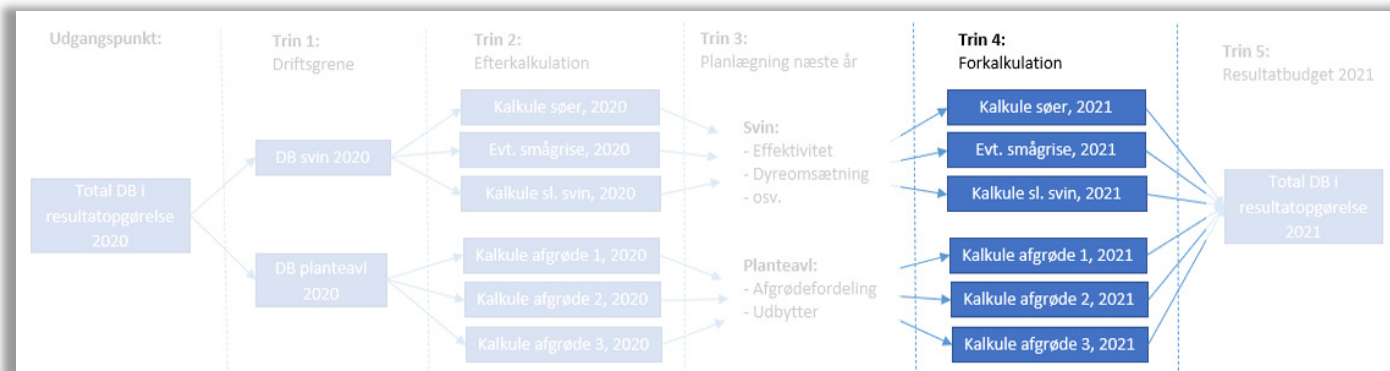 Udgangspunkt:
Trin 1:
Driftsgrene
Trin 2:
Efterkalkulation
Trin 3:
Planlægning næste år
Trin 4:
Forkalkulation
Trin 5:
Resultatbudget 2021
Total DB i
resultatopgørelse
2020
DB svin 2020
DB planteavl
2020
Kalkule søer, 2020
Evt. smågrise, 2020
Kalkule sl. svin, 2020
Kalkule afgrøde 1, 2020
Kalkule afgrøde 2, 2020
Kalkule afgrøde 3, 2020
Svin:
- Effektivitet
- Dyreomsætning
- osv.
Planteavl:
- Afgrødefordeling
- Udbytter
Kalkule søer, 2021
Evt. smågrise, 2021
Kalkule sl. svin, 2021
Kalkule afgrøde 1, 2021
Kalkule afgrøde 2, 2021
Kalkule afgrøde 3, 2021
Total DB i
resultatopgørelse
2021